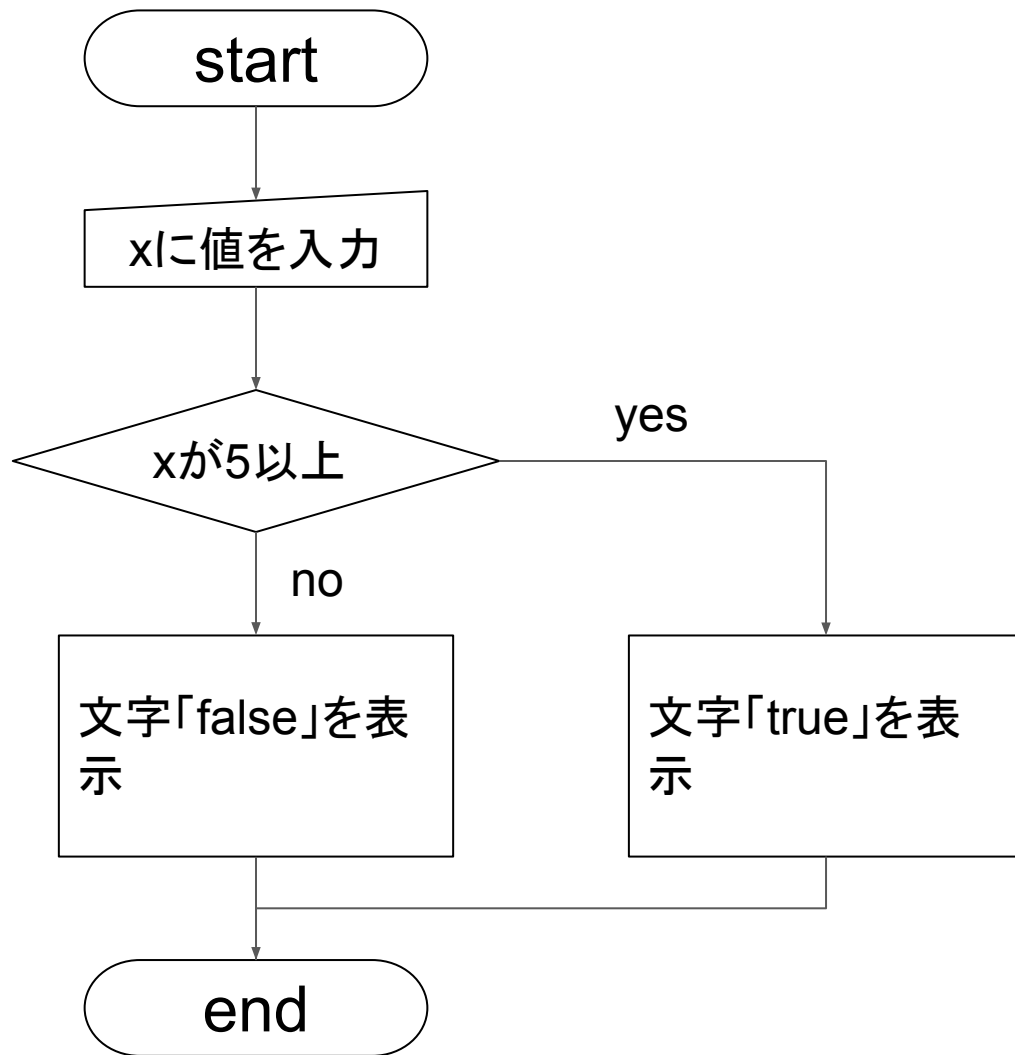 start
xに値を入力
xが5以上
yes
no
文字「false」を表
示
文字「true」を表
示
end